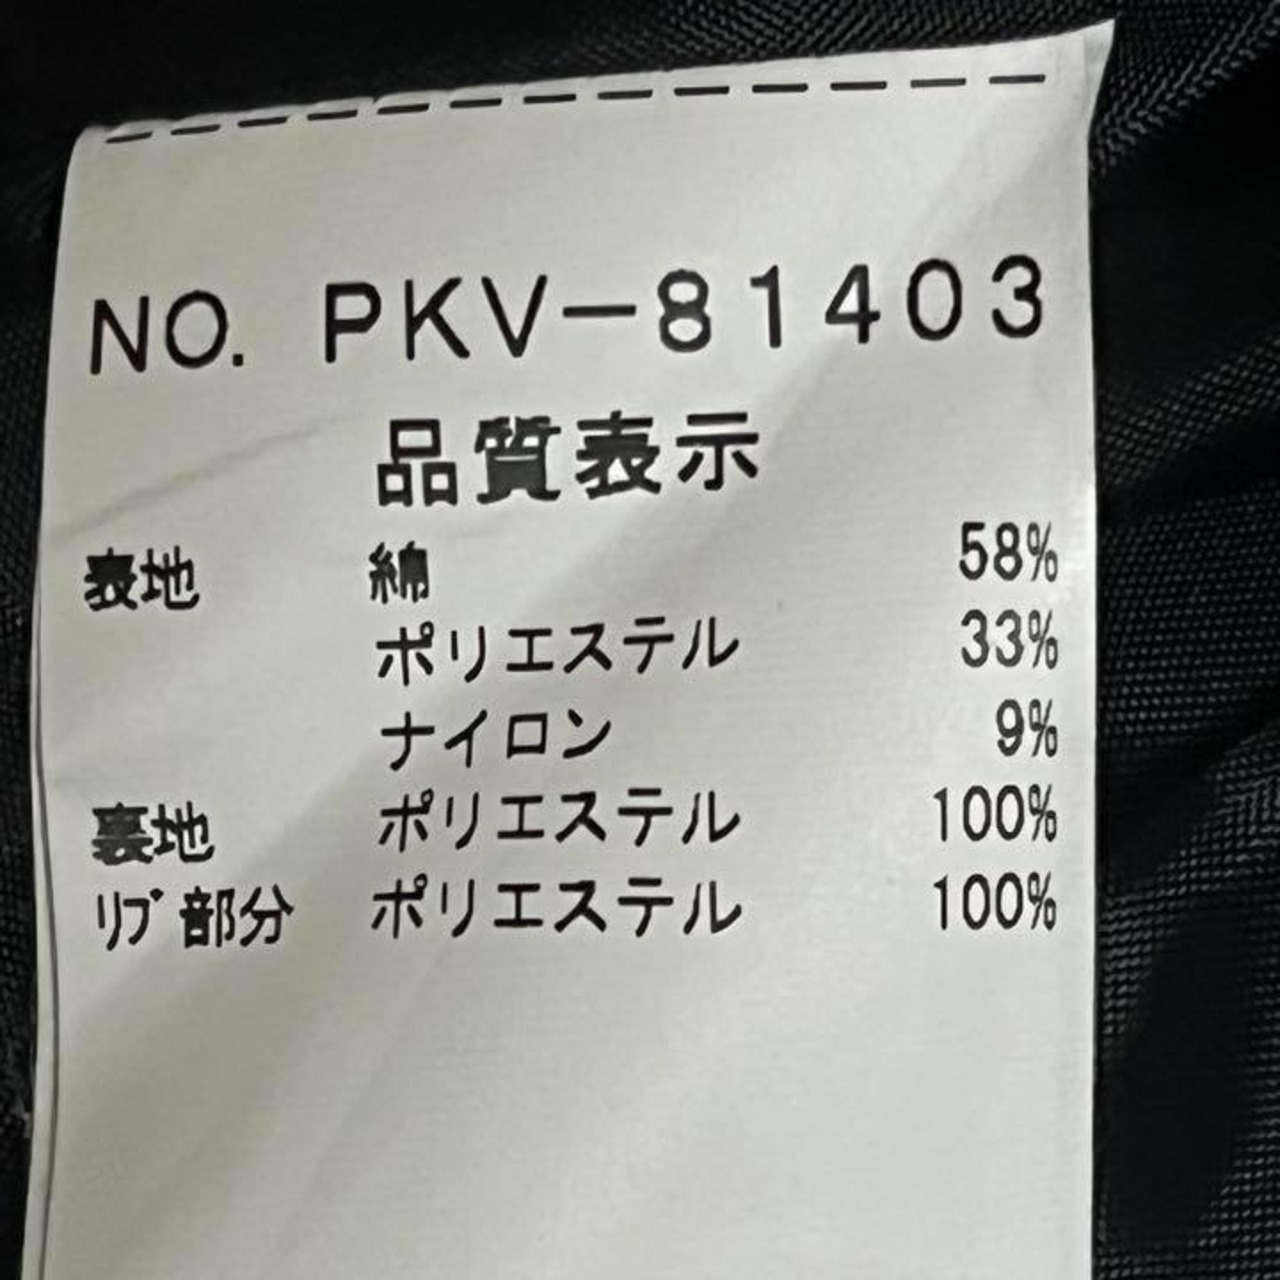 NO. PKV-81403
品質表示
表地 綿 58%
ポリエステル 33%
ナイロン 9%
裏地 ポリエステル 100%
ﾘﾌﾞ部分 ポリエステル 100%